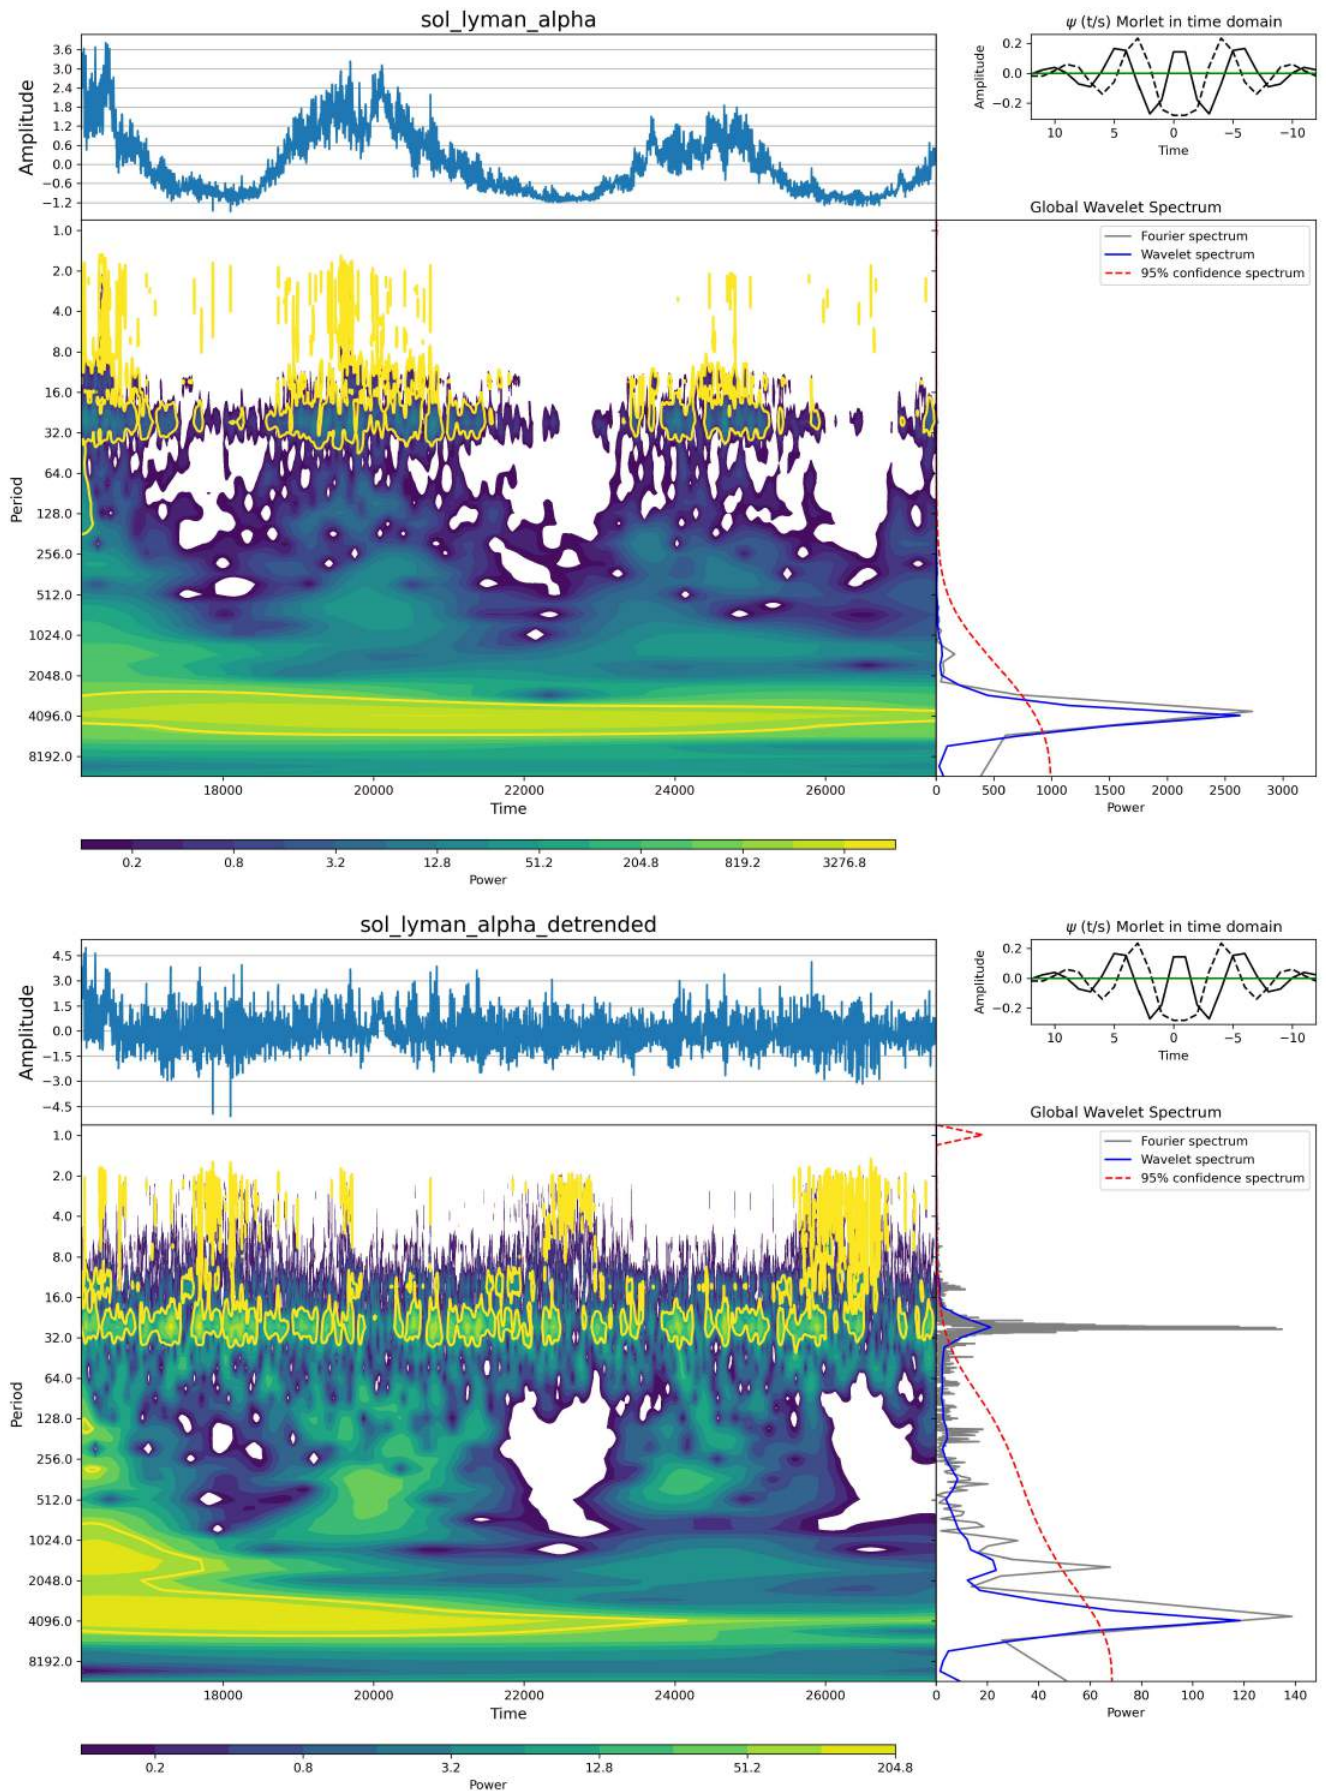 sol_lyman_alpha
Amplitude
3.6
3.0
2.4
1.8
1.2
0.6
0.0
−0.6
−1.2
ψ (t/s) Morlet in time domain
Amplitude
0.2
0.0
−0.2
10 5 0 −5 −10
Time
Period
1.0
2.0
4.0
8.0
16.0
32.0
64.0
128.0
256.0
512.0
1024.0
2048.0
4096.0
8192.0
18000 20000 22000 24000 26000
Time
Global Wavelet Spectrum
Fourier spectrum
Wavelet spectrum
95% confidence spectrum
0 500 1000 1500 2000 2500 3000
Power
0.2 0.8 3.2 12.8 51.2 204.8 819.2 3276.8
Power
sol_lyman_alpha_detrended
Amplitude
4.5
3.0
1.5
0.0
−1.5
−3.0
−4.5
ψ (t/s) Morlet in time domain
Amplitude
0.2
0.0
−0.2
10 5 0 −5 −10
Time
Period
1.0
2.0
4.0
8.0
16.0
32.0
64.0
128.0
256.0
512.0
1024.0
2048.0
4096.0
8192.0
18000 20000 22000 24000 26000
Time
Global Wavelet Spectrum
Fourier spectrum
Wavelet spectrum
95% confidence spectrum
0 20 40 60 80 100 120 140
Power
0.2 0.8 3.2 12.8 51.2 204.8
Power